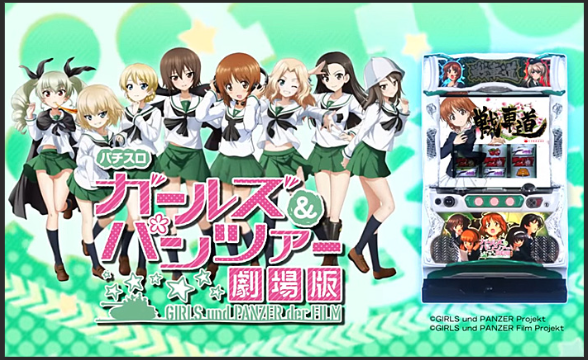 パチスロ
ガールズ&
パンツァー
劇場版
GIRLS und PANZER der FILM
戦車道
©GIRLS und PANZER Projekt
©GIRLS und PANZER Film Projekt